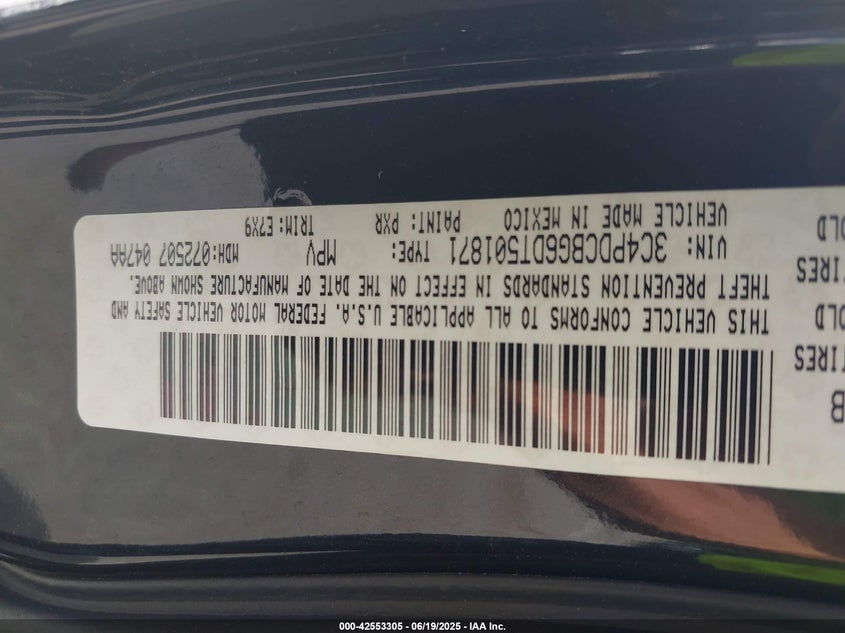 THIS VEHICLE CONFORMS TO ALL APPLICABLE U.S.A. FEDERAL MOTOR VEHICLE SAFETY AND
THEFT PREVENTION STANDARDS IN EFFECT ON THE DATE OF MANUFACTURE SHOWN ABOVE.
VIN: 3C4PDCBG6DT501871 TYPE: MPV MDH:072507 047AA
VEHICLE MADE IN MEXICO PAINT: PXR TRIM: E7X9
000-42553305 - 06/19/2025 - IAA Inc.